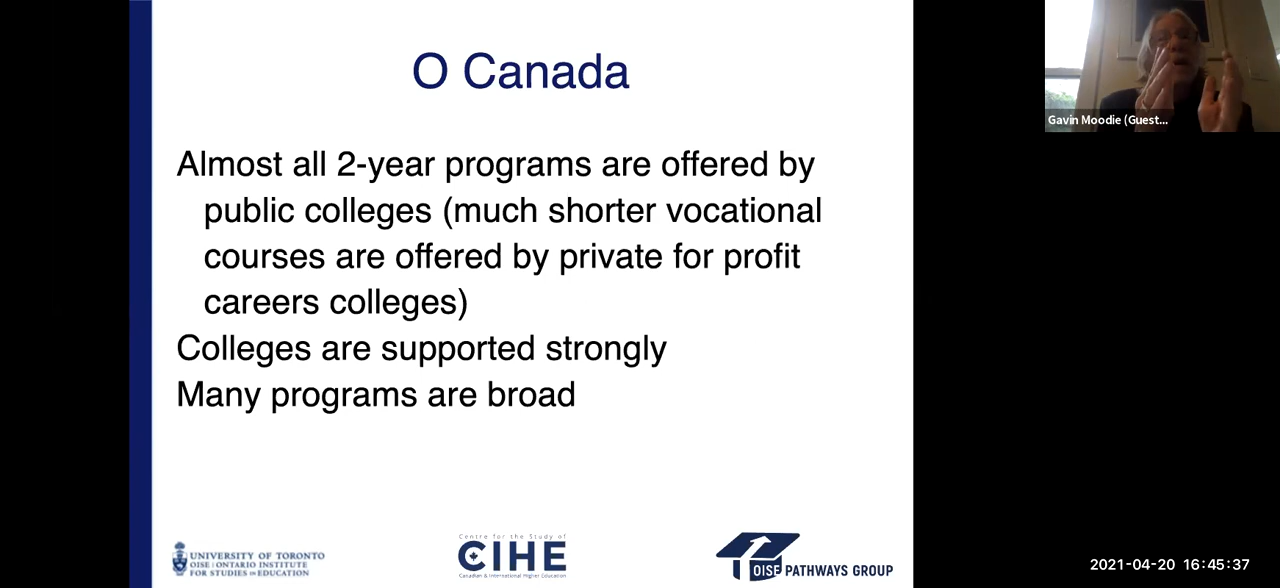 O Canada
Almost all 2-year programs are offered by
public colleges (much shorter vocational
courses are offered by private for profit
careers colleges)
Colleges are supported strongly
Many programs are broad
UNIVERSITY OF TORONTO
OISE | ONTARIO INSTITUTE
FOR STUDIES IN EDUCATION
Centre for the Study of
CIHE
Canadian & International Higher Education
OISE PATHWAYS GROUP
Gavin Moodie (Guest...
2021-04-20 16:45:37